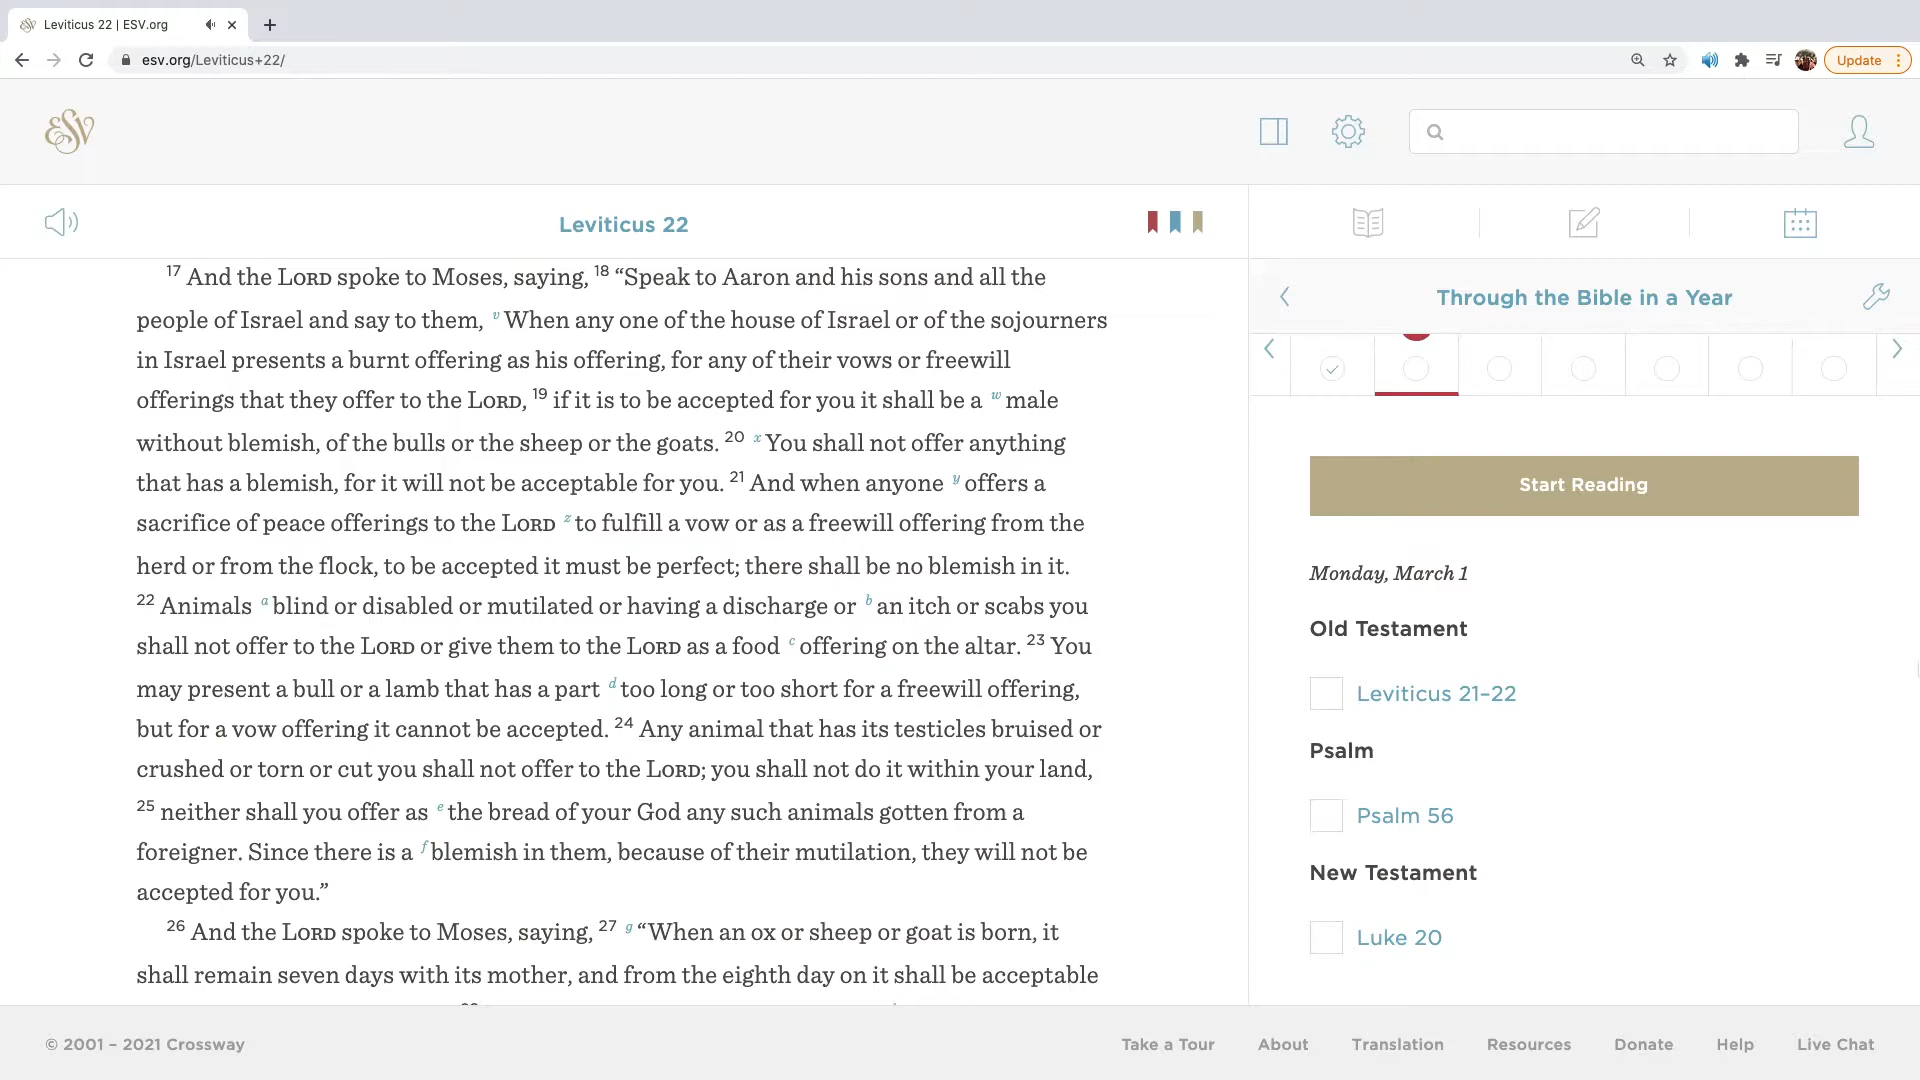 Leviticus 22 | ESV.org
esv.org/Leviticus+22/
Update
ESV
Leviticus 22
17 And the LORD spoke to Moses, saying, 18 “Speak to Aaron and his sons and all the
people of Israel and say to them, v When any one of the house of Israel or of the sojourners
in Israel presents a burnt offering as his offering, for any of their vows or freewill
offerings that they offer to the LORD, 19 if it is to be accepted for you it shall be a w male
without blemish, of the bulls or the sheep or the goats. 20 x You shall not offer anything
that has a blemish, for it will not be acceptable for you. 21 And when anyone y offers a
sacrifice of peace offerings to the LORD z to fulfill a vow or as a freewill offering from the
herd or from the flock, to be accepted it must be perfect; there shall be no blemish in it.
22 Animals a blind or disabled or mutilated or having a discharge or b an itch or scabs you
shall not offer to the LORD or give them to the LORD as a food c offering on the altar. 23 You
may present a bull or a lamb that has a part d too long or too short for a freewill offering,
but for a vow offering it cannot be accepted. 24 Any animal that has its testicles bruised or
crushed or torn or cut you shall not offer to the LORD; you shall not do it within your land,
25 neither shall you offer as e the bread of your God any such animals gotten from a
foreigner. Since there is a f blemish in them, because of their mutilation, they will not be
accepted for you.”
26 And the LORD spoke to Moses, saying, 27 g “When an ox or sheep or goat is born, it
shall remain seven days with its mother, and from the eighth day on it shall be acceptable
Through the Bible in a Year
Start Reading
Monday, March 1
Old Testament
Leviticus 21–22
Psalm
Psalm 56
New Testament
Luke 20
© 2001 – 2021 Crossway
Take a Tour
About
Translation
Resources
Donate
Help
Live Chat